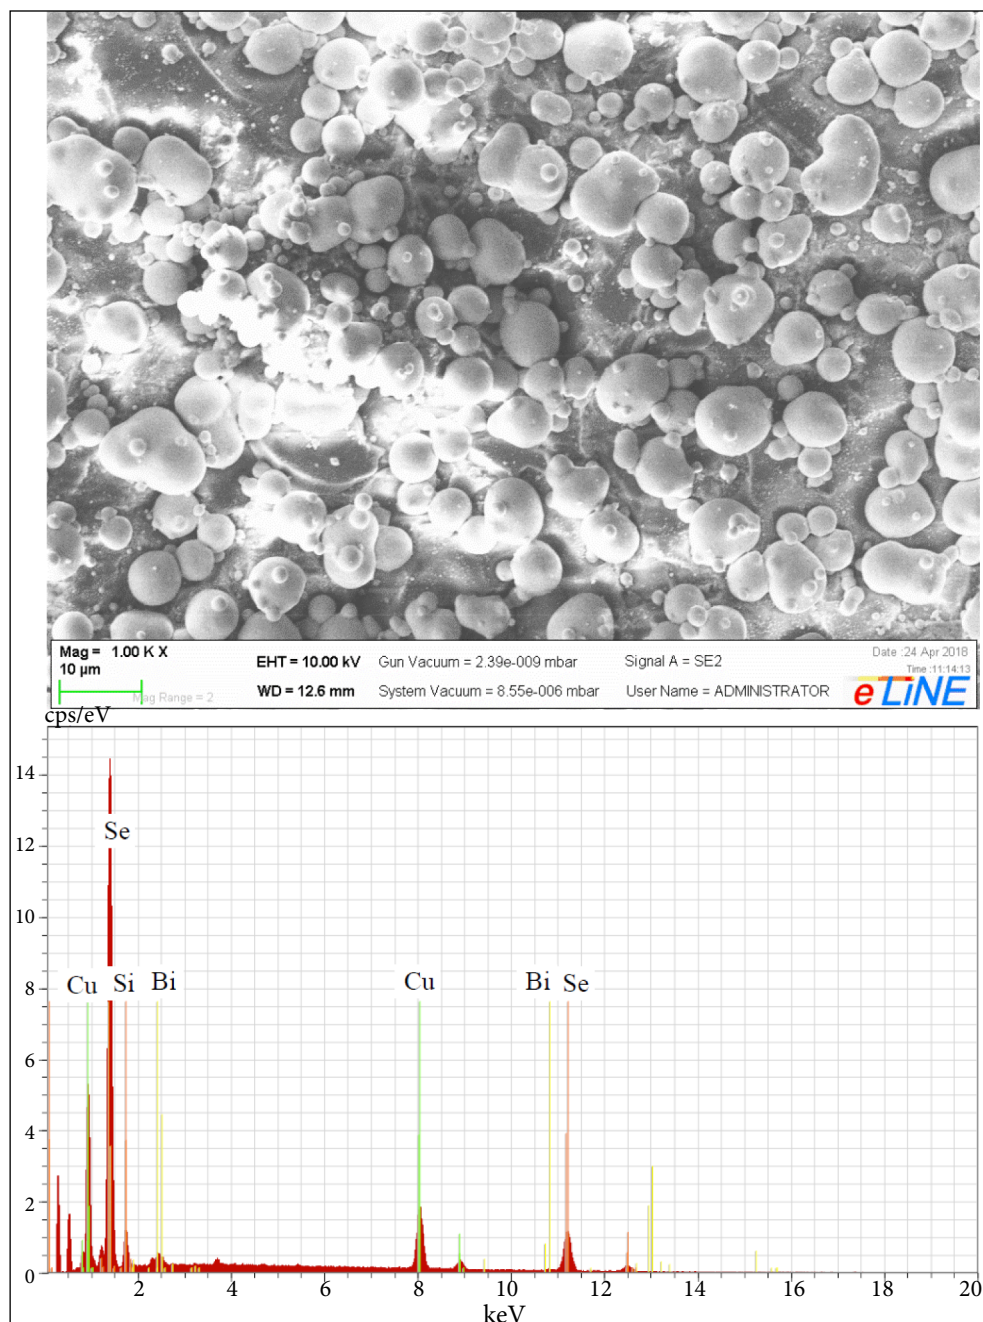 Mag = 1.00 K X
10 µm
Mag Range = 2
EHT = 10.00 kV
WD = 12.6 mm
Gun Vacuum = 2.39e-009 mbar
System Vacuum = 8.55e-006 mbar
Signal A = SE2
User Name = ADMINISTRATOR
Date :24 Apr 2018
Time :11:14:13
e LiNE
cps/eV
14
12
10
8
6
4
2
0
Se
Cu
Si
Bi
Cu
Bi
Se
2
4
6
8
10
12
14
16
18
20
keV